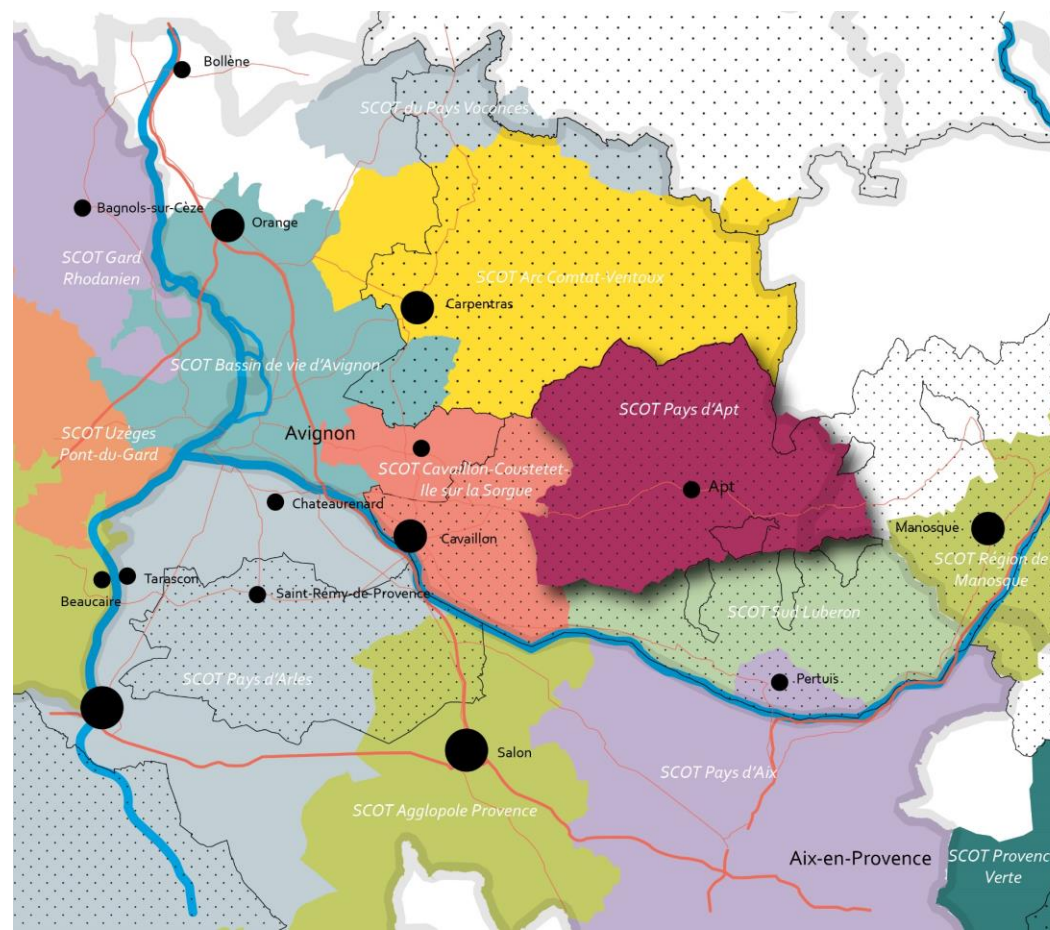 Bollène
SCOT du Pays Voconces
Bagnols-sur-Cèze
Orange
SCOT Gard
Rhodanien
SCOT Arc Comtat-Ventoux
Carpentras
SCOT Bassin de vie d'Avignon
SCOT Pays d'Apt
SCOT Uzèges
Pont-du-Gard
Avignon
SCOT Cavaillon-Coustetet-
Ile sur la Sorgue
Apt
Chateaurenard
Manosque
Cavaillon
SCOT Région de
Manosque
Tarascon
Beaucaire
Saint-Rémy-de-Provence
SCOT Sud Luberon
SCOT Pays d'Arles
Pertuis
Salon
SCOT Pays d'Aix
SCOT Agglopole Provence
Aix-en-Provence
SCOT Provenc
Verte